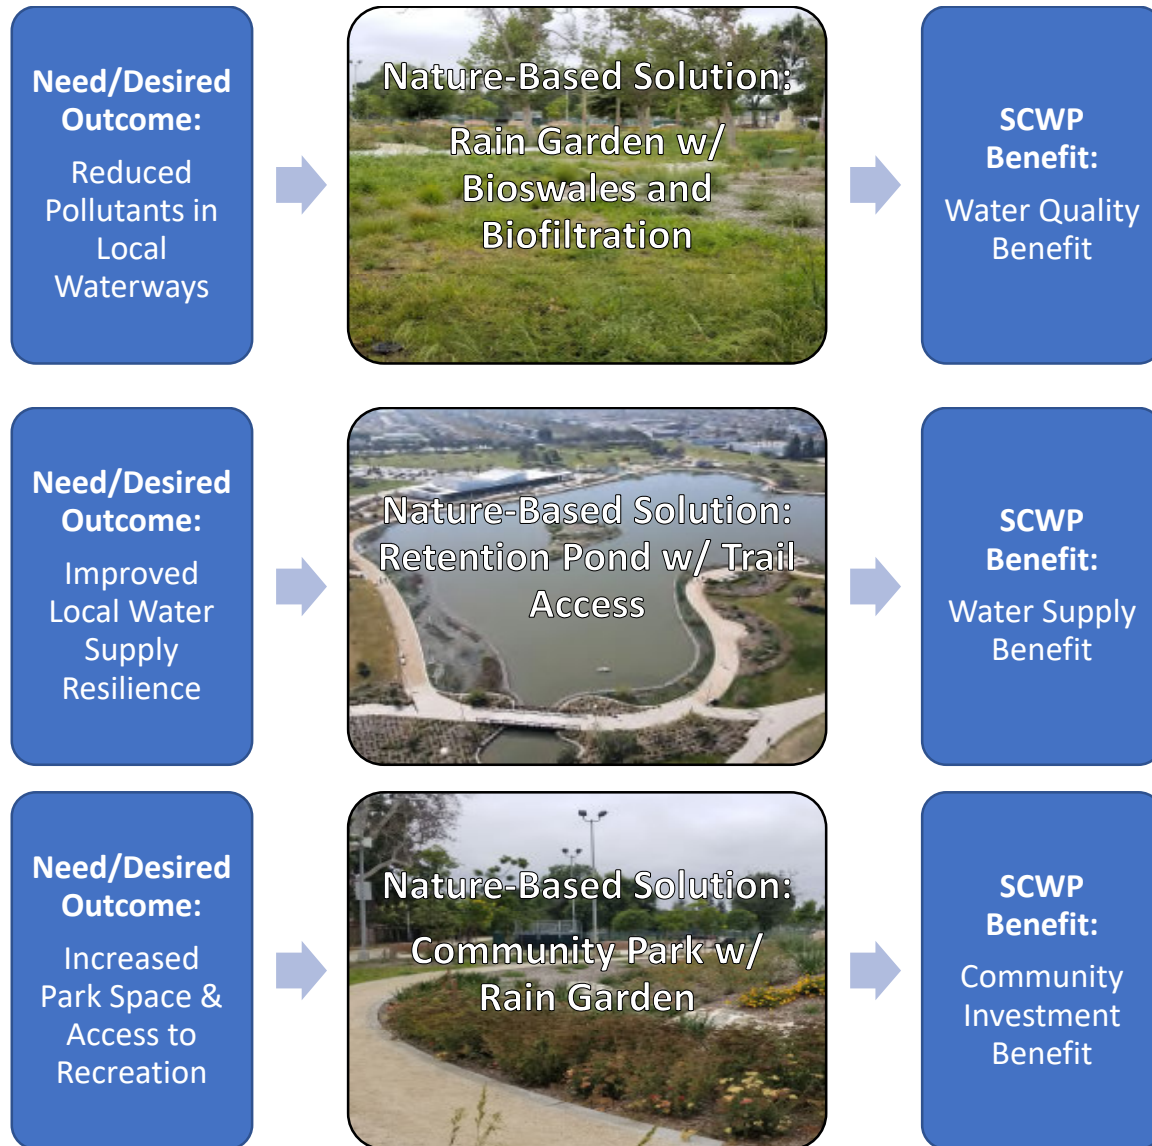 Need/Desired
Outcome:
Reduced
Pollutants in
Local
Waterways
Nature-Based Solution:
Rain Garden w/
Bioswales and
Biofiltration
SCWP
Benefit:
Water Quality
Benefit
Need/Desired
Outcome:
Improved
Local Water
Supply
Resilience
Nature-Based Solution:
Retention Pond w/ Trail
Access
SCWP
Benefit:
Water Supply
Benefit
Need/Desired
Outcome:
Increased
Park Space &
Access to
Recreation
Nature-Based Solution:
Community Park w/
Rain Garden
SCWP
Benefit:
Community
Investment
Benefit